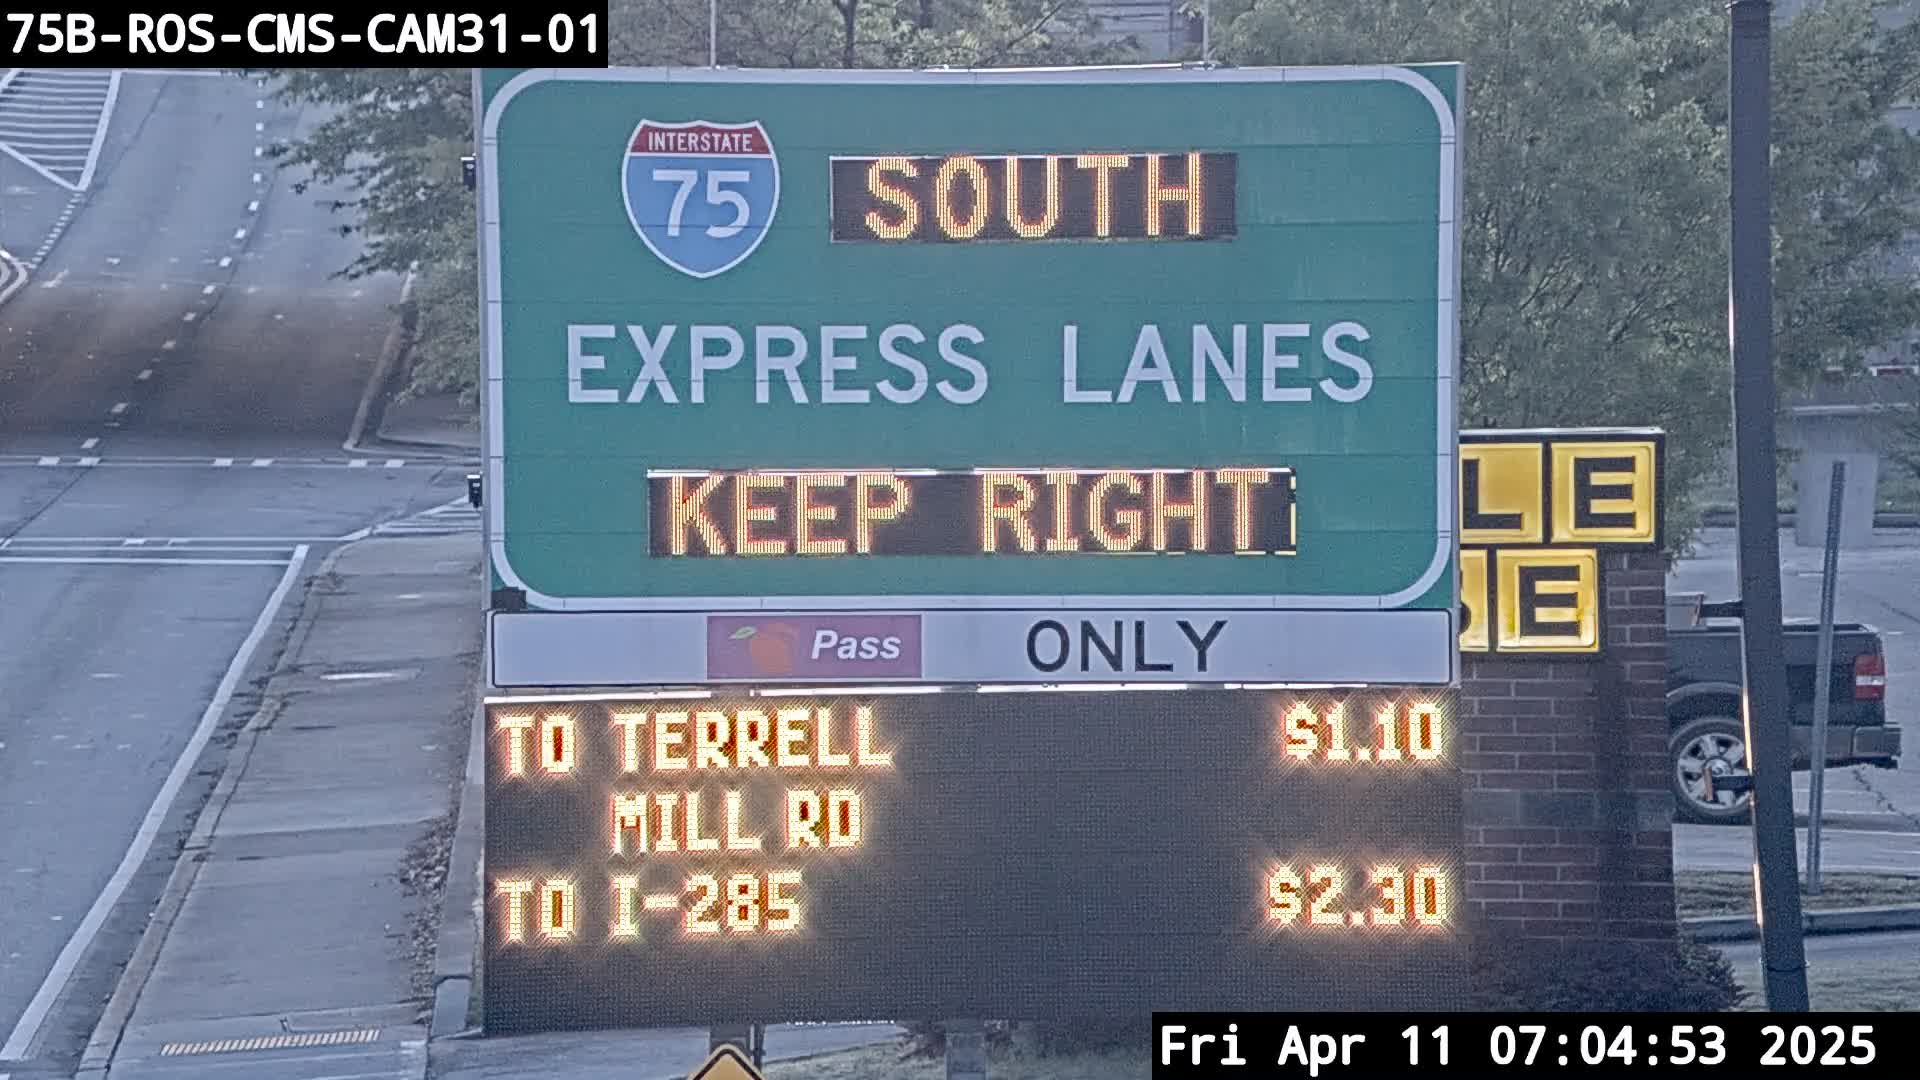 75B-ROS-CMS-CAM31-01
INTERSTATE
75
SOUTH
EXPRESS LANES
KEEP RIGHT
Pass ONLY
TO TERRELL $1.10
MILL RD
TO I-285 $2.30
LE
E
Fri Apr 11 07:04:53 2025